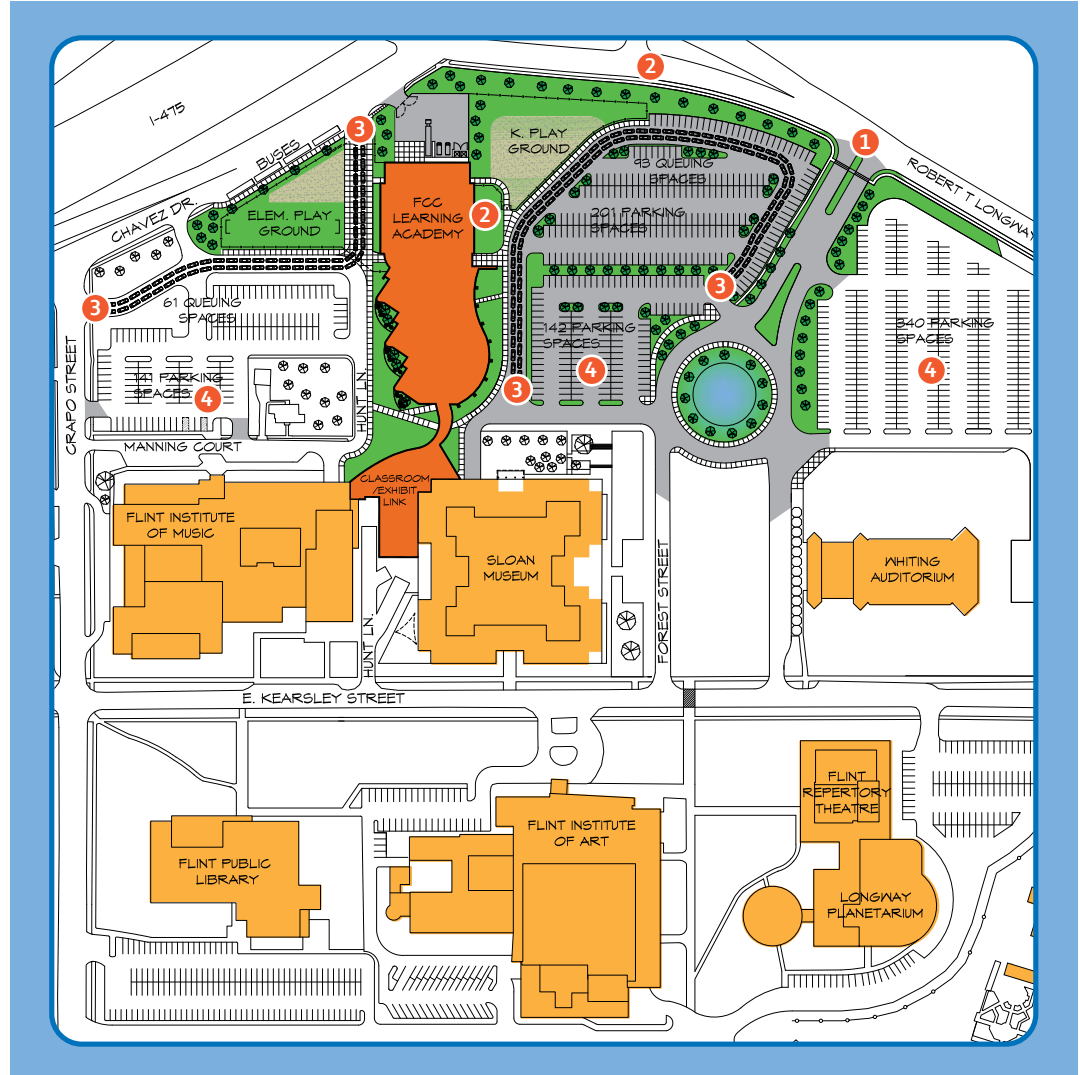 2
I-475
3
1
BUSES
K. PLAY
GROUND
93 QUEUING
SPACES
ROBERT T LONGWAY
CHAVEZ DR.
ELEM. PLAY
GROUND
FCC
LEARNING
ACADEMY
2
201 PARKING
SPACES
3
61 QUEUING
SPACES
3
142 PARKING
SPACES
340 PARKING
SPACES
CRAPO STREET
141 PARKING
SPACES
4
HUNT LN.
3
4
4
MANNING COURT
CLASSROOM
/EXHIBIT
LINK
FLINT INSTITUTE
OF MUSIC
SLOAN
MUSEUM
FOREST STREET
WHITING
AUDITORIUM
HUNT LN.
E. KEARSLEY STREET
FLINT
REPERTORY
THEATRE
FLINT INSTITUTE
OF ART
FLINT PUBLIC
LIBRARY
LONGWAY
PLANETARIUM